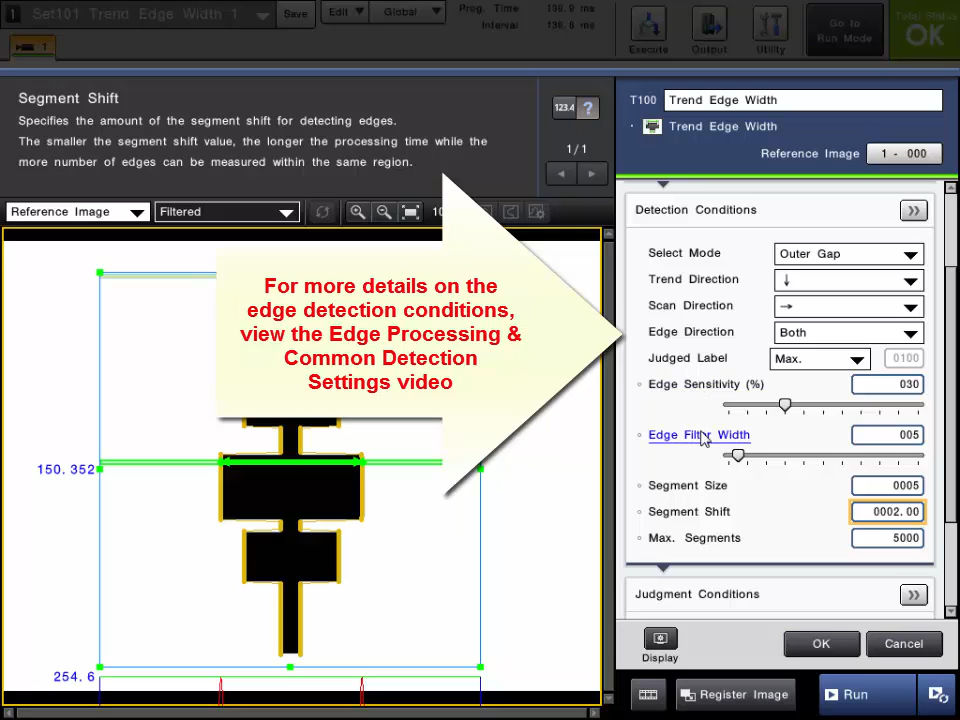 1 Set101 Trend Edge Width 1 Save Edit Global
Prog. Time 136.9 ms
Interval
Execute Output Utility
Go to
Run Mode
Total Status
OK
1
Segment Shift
Specifies the amount of the segment shift for detecting edges.
The smaller the segment shift value, the longer the processing time while the
more number of edges can be measured within the same region.
123.4 ?
1/1
T100 Trend Edge Width
Trend Edge Width
Reference Image 1 - 000
Reference Image Filtered
Detection Conditions
Select Mode Outer Gap
Trend Direction ↓
Scan Direction →
Edge Direction Both
Judged Label Max. 0100
Edge Sensitivity (%) 030
Edge Filter Width 005
Segment Size 0005
Segment Shift 0002.00
Max. Segments 5000
Judgment Conditions
For more details on the
edge detection conditions,
view the Edge Processing &
Common Detection
Settings video
150.352
254.6
Display OK Cancel
Register Image Run